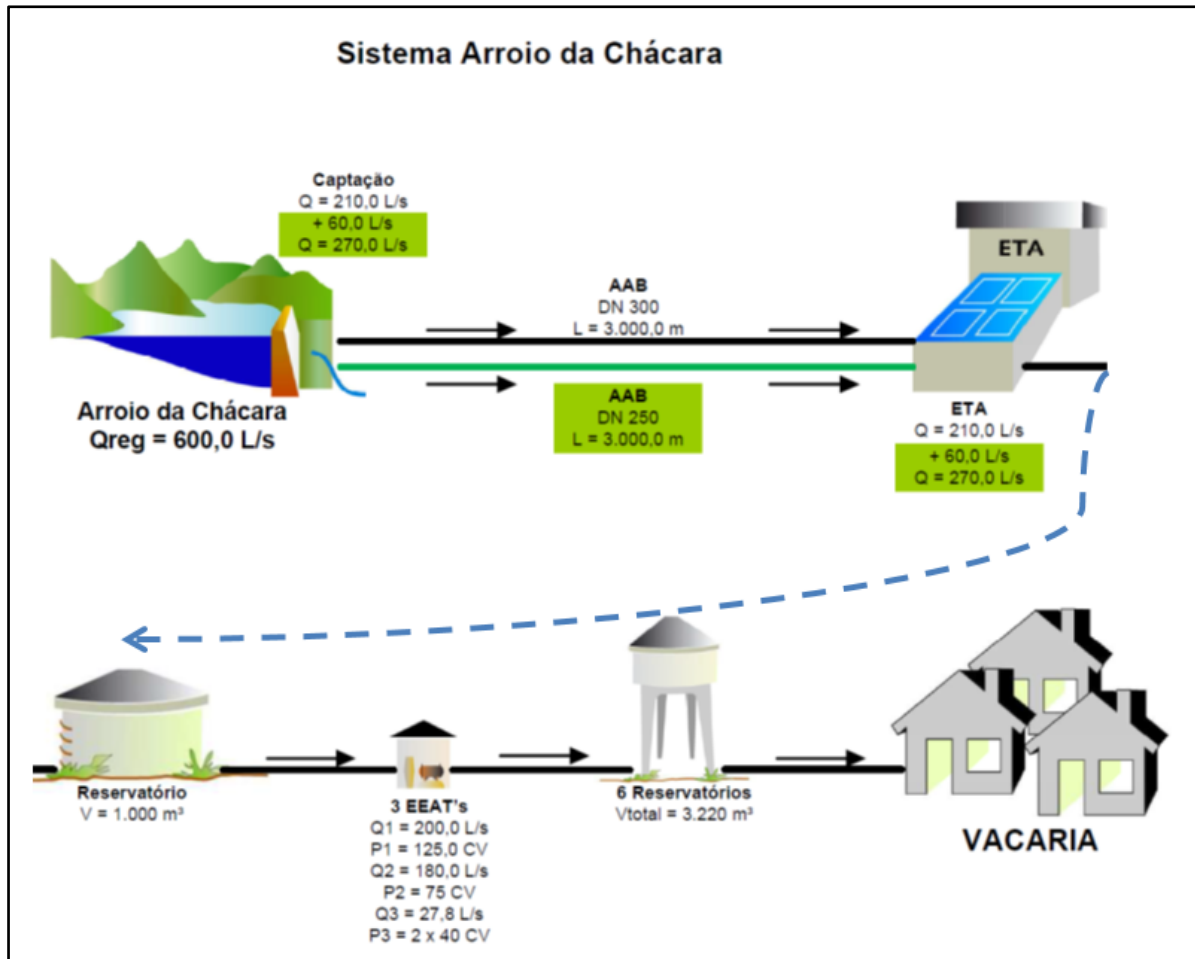 Sistema Arroio da Chácara
Captação
Q = 210,0 L/s
+ 60,0 L/s
Q = 270,0 L/s
ETA
AAB
DN 300
L = 3.000,0 m
Arroio da Chácara
Qreg = 600,0 L/s
AAB
DN 250
L = 3.000,0 m
ETA
Q = 210,0 L/s
+ 60,0 L/s
Q = 270,0 L/s
Reservatório
V = 1.000 m³
3 EEAT's
Q1 = 200,0 L/s
P1 = 125,0 CV
Q2 = 180,0 L/s
P2 = 75 CV
Q3 = 27,8 L/s
P3 = 2 x 40 CV
6 Reservatórios
Vtotal = 3.220 m³
VACARIA